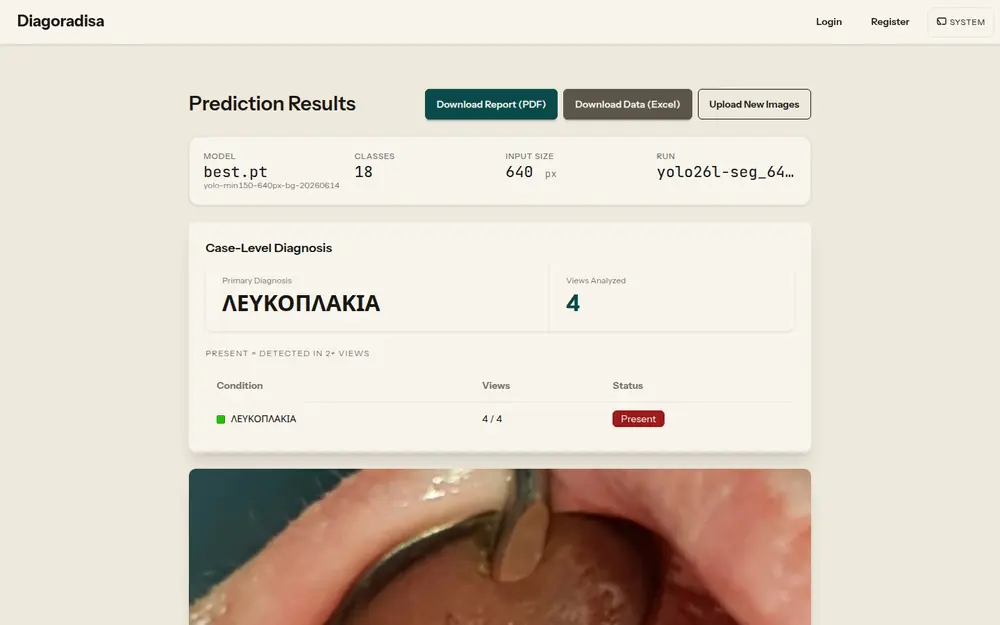 Diagoradisa
Login
Register
SYSTEM
Prediction Results
Download Report (PDF)
Download Data (Excel)
Upload New Images
MODEL
best.pt
yolo-min150-640px-bg-20260614
CLASSES
18
INPUT SIZE
640 px
RUN
yolo26l-seg_64…
Case-Level Diagnosis
Primary Diagnosis
ΛΕΥΚΟΠΛΑΚΙΑ
Views Analyzed
4
PRESENT = DETECTED IN 2+ VIEWS
Condition Views Status
ΛΕΥΚΟΠΛΑΚΙΑ 4 / 4 Present